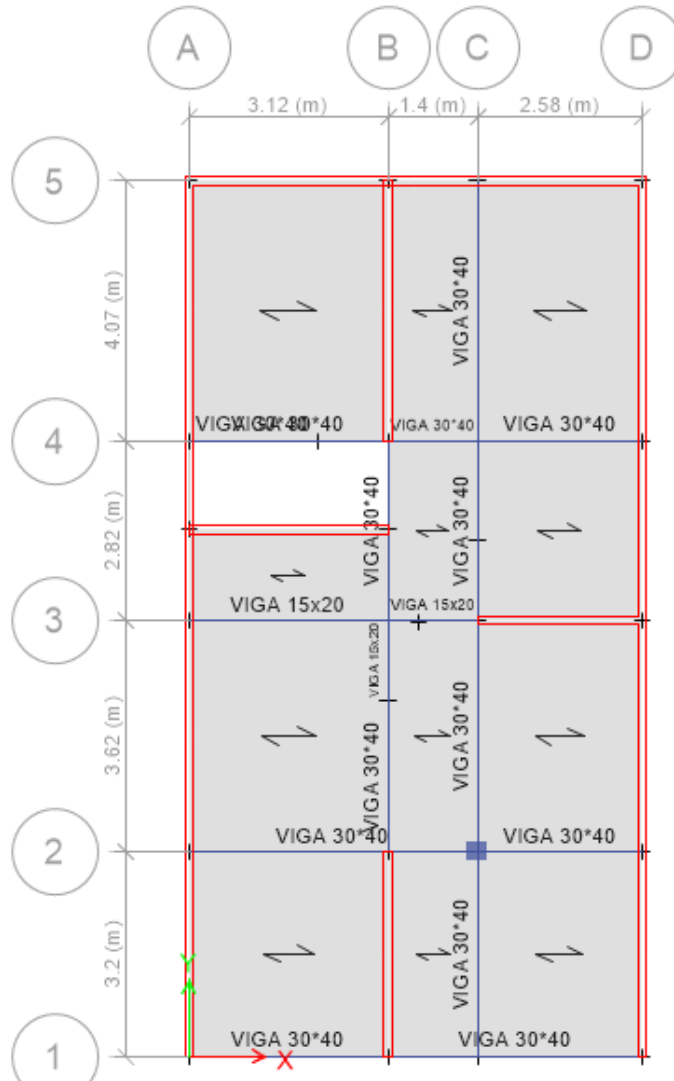 A B C D
3.12 (m) 1.4 (m) 2.58 (m)
5
4.07 (m)
VIGA 30*40
VIGA 30*40 VIGA 30*40 VIGA 30*40
4
2.82 (m)
VIGA 30*40
VIGA 30*40
VIGA 15x20 VIGA 15x20
3
VIGA 15x20
3.62 (m)
VIGA 30*40
VIGA 30*40
VIGA 30*40 VIGA 30*40
2
3.2 (m)
VIGA 30*40
Y
VIGA 30*40 VIGA 30*40
1
X